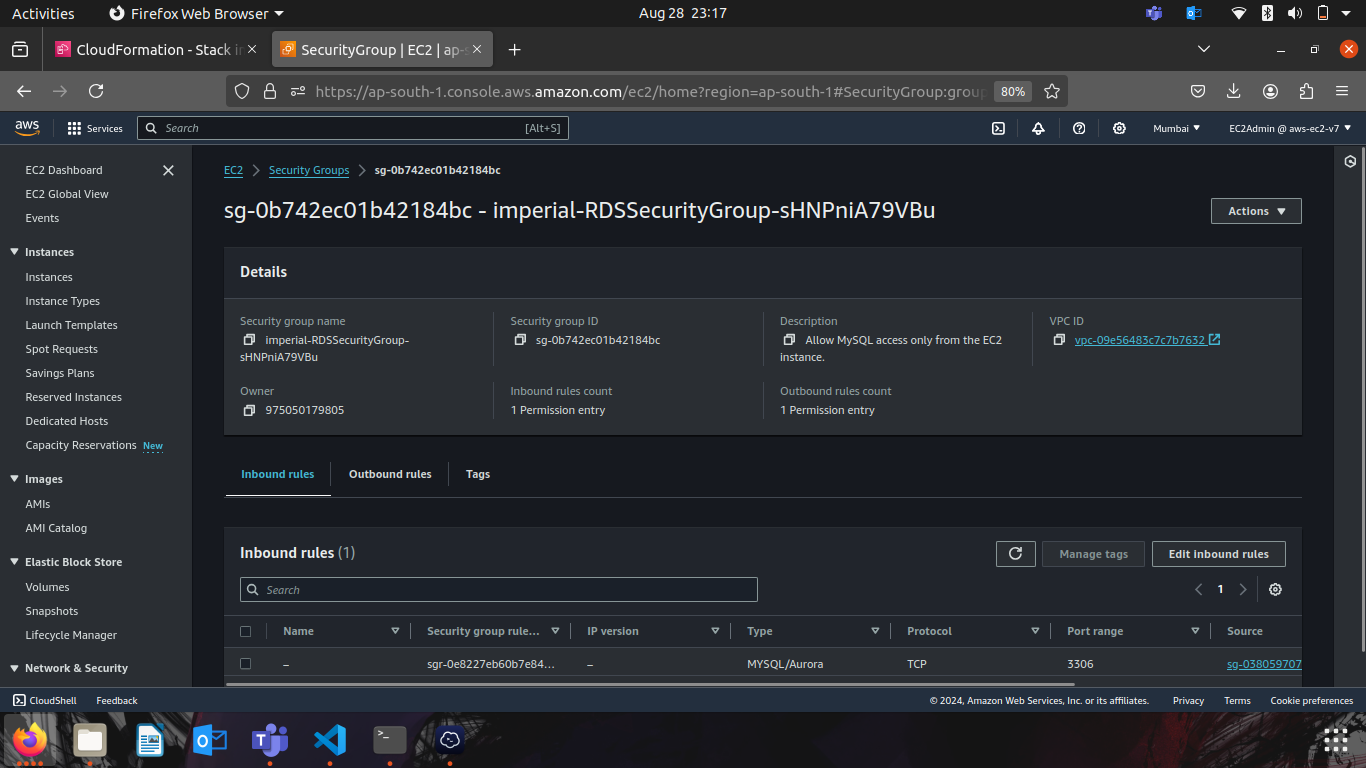 Activities
Firefox Web Browser
Aug 28 23:17
CloudFormation - Stack in
SecurityGroup | EC2 | ap-s
https://ap-south-1.console.aws.amazon.com/ec2/home?region=ap-south-1#SecurityGroup:group
80%
aws
Services
Search
[Alt+S]
Mumbai
EC2Admin @ aws-ec2-v7
EC2 Dashboard
EC2 Global View
Events
Instances
Instances
Instance Types
Launch Templates
Spot Requests
Savings Plans
Reserved Instances
Dedicated Hosts
Capacity Reservations New
Images
AMIs
AMI Catalog
Elastic Block Store
Volumes
Snapshots
Lifecycle Manager
Network & Security
EC2
Security Groups
sg-0b742ec01b42184bc
sg-0b742ec01b42184bc - imperial-RDSSecurityGroup-sHNPniA79VBu
Actions
Details
Security group name
imperial-RDSSecurityGroup-
sHNPniA79VBu
Security group ID
sg-0b742ec01b42184bc
Description
Allow MySQL access only from the EC2
instance.
VPC ID
vpc-09e56483c7c7b7632
Owner
975050179805
Inbound rules count
1 Permission entry
Outbound rules count
1 Permission entry
Inbound rules
Outbound rules
Tags
Inbound rules (1)
Manage tags
Edit inbound rules
Search
1
Name
Security group rule...
IP version
Type
Protocol
Port range
Source
–
sgr-0e8227eb60b7e84...
–
MYSQL/Aurora
TCP
3306
sg-038059707
CloudShell
Feedback
© 2024, Amazon Web Services, Inc. or its affiliates.
Privacy
Terms
Cookie preferences